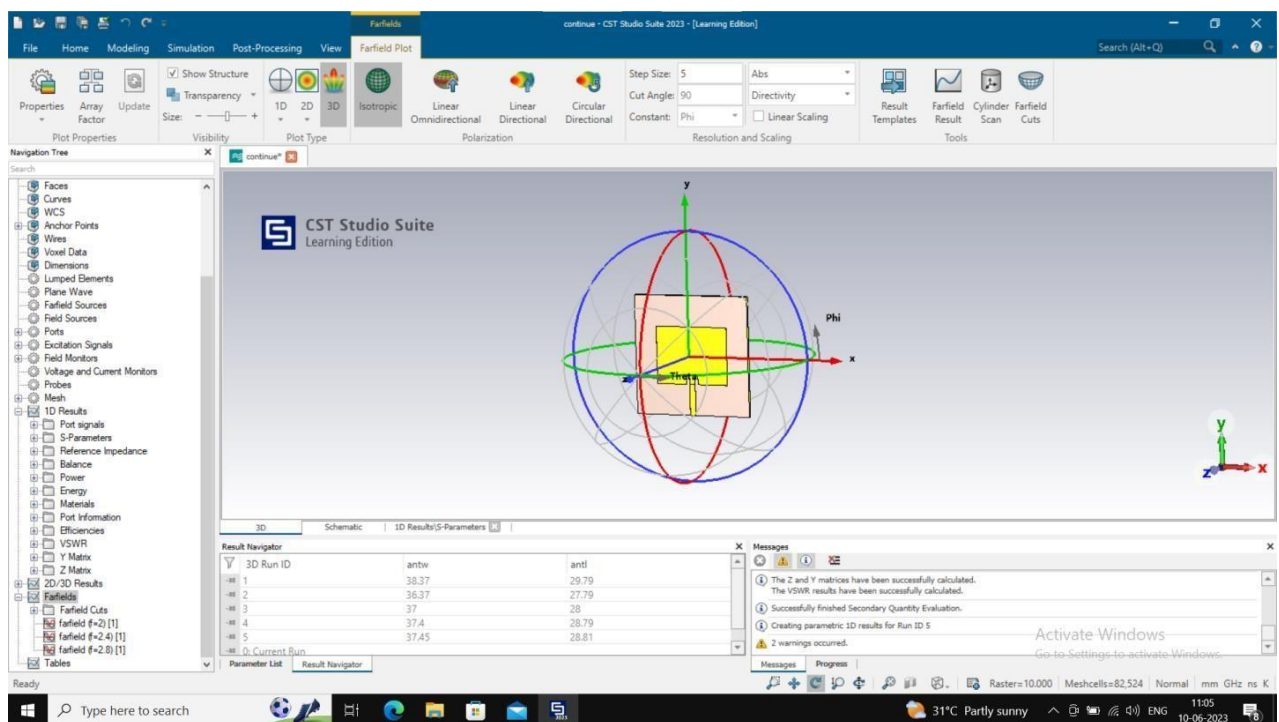 Farfields
continue - CST Studio Suite 2023 - [Learning Edition]
File Home Modeling Simulation Post-Processing View Farfield Plot Search (Alt+Q)
Properties
Array Factor
Update
Show Structure
Transparency
Size:
1D 2D 3D
Isotropic
Linear Omnidirectional
Linear Directional
Circular Directional
Step Size: 5
Cut Angle: 90
Constant: Phi
Abs
Directivity
Linear Scaling
Result Templates
Farfield Result
Cylinder Scan
Farfield Cuts
Plot Properties Visibility Plot Type Polarization Resolution and Scaling Tools
Navigation Tree
Search
Faces
Curves
WCS
Anchor Points
Wires
Voxel Data
Dimensions
Lumped Elements
Plane Wave
Farfield Sources
Field Sources
Ports
Excitation Signals
Field Monitors
Voltage and Current Monitors
Probes
Mesh
1D Results
Port signals
S-Parameters
Reference Impedance
Balance
Power
Energy
Materials
Port Information
Efficiencies
VSWR
Y Matrix
Z Matrix
2D/3D Results
Farfields
Farfield Cuts
farfield (f=2) [1]
farfield (f=2.4) [1]
farfield (f=2.8) [1]
Tables
continue*
CST Studio Suite
Learning Edition
y
Phi
x
z
Theta
y
z
x
3D Schematic 1D Results\S-Parameters
Result Navigator
3D Run ID antw antl
1 38.37 29.79
2 36.37 27.79
3 37 28
4 37.4 28.79
5 37.45 28.81
0: Current Run
Parameter List Result Navigator
Messages
The Z and Y matrices have been successfully calculated.
The VSWR results have been successfully calculated.
Successfully finished Secondary Quantity Evaluation.
Creating parametric 1D results for Run ID 5
2 warnings occurred.
Activate Windows
Go to Settings to activate Windows.
Messages Progress
Ready
Raster=10.000 Meshcells=82,524 Normal mm GHz ns K
Type here to search
2023
31°C Partly sunny
ENG
11:05
10-06-2023